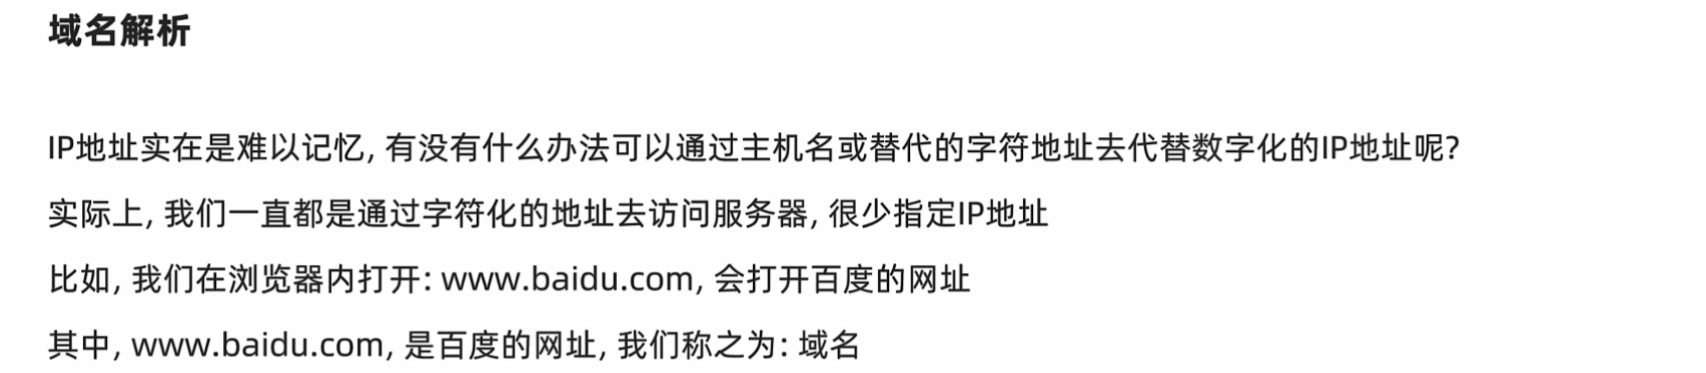 域名解析
IP地址实在是难以记忆, 有没有什么办法可以通过主机名或替代的字符地址去代替数字化的IP地址呢?
实际上, 我们一直都是通过字符化的地址去访问服务器, 很少指定IP地址
比如, 我们在浏览器内打开: www.baidu.com, 会打开百度的网址
其中, www.baidu.com, 是百度的网址, 我们称之为: 域名